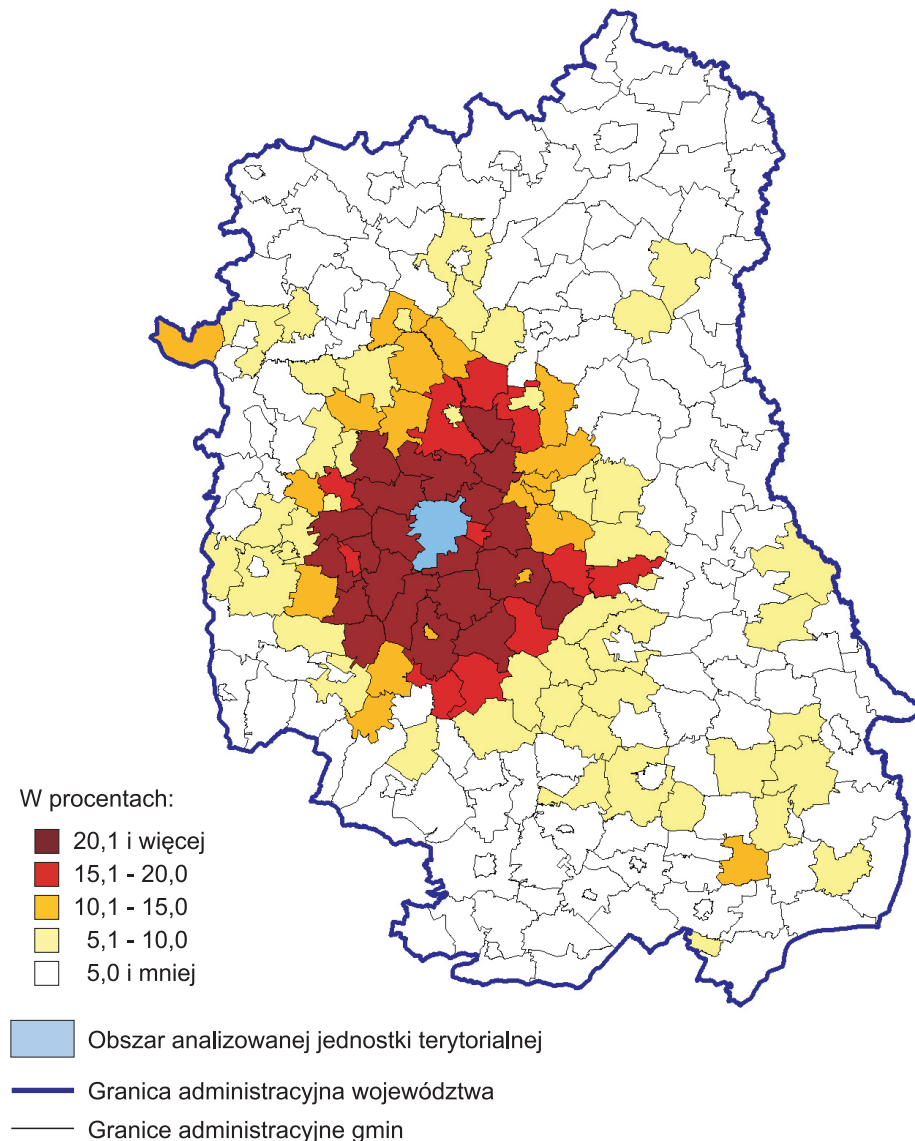 W procentach:
20,1 i więcej
15,1 - 20,0
10,1 - 15,0
5,1 - 10,0
5,0 i mniej
Obszar analizowanej jednostki terytorialnej
Granica administracyjna województwa
Granice administracyjne gmin